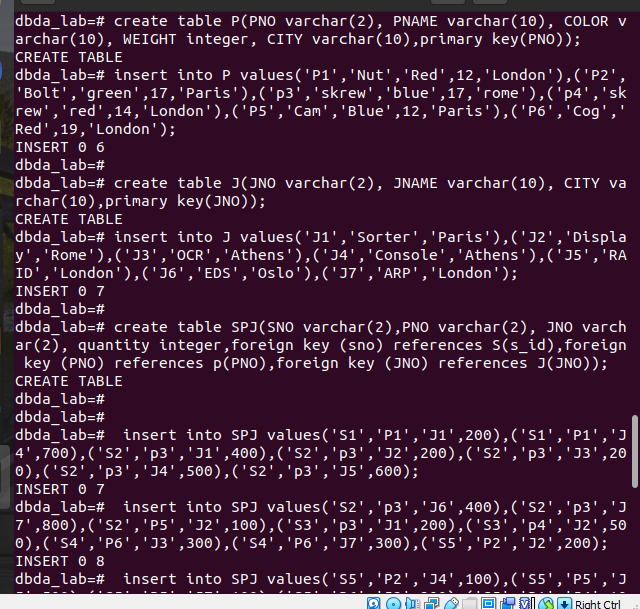 dbda_lab=# create table P(PNO varchar(2), PNAME varchar(10), COLOR v
archar(10), WEIGHT integer, CITY varchar(10),primary key(PNO));
CREATE TABLE
dbda_lab=# insert into P values('P1','Nut','Red',12,'London'),('P2',
'Bolt','green',17,'Paris'),('p3','skrew','blue',17,'rome'),('p4','sk
rew','red',14,'London'),('P5','Cam','Blue',12,'Paris'),('P6','Cog','
Red',19,'London');
INSERT 0 6
dbda_lab=#
dbda_lab=# create table J(JNO varchar(2), JNAME varchar(10), CITY va
rchar(10),primary key(JNO));
CREATE TABLE
dbda_lab=# insert into J values('J1','Sorter','Paris'),('J2','Displa
y','Rome'),('J3','OCR','Athens'),('J4','Console','Athens'),('J5','RA
ID','London'),('J6','EDS','Oslo'),('J7','ARP','London');
INSERT 0 7
dbda_lab=#
dbda_lab=# create table SPJ(SNO varchar(2),PNO varchar(2), JNO varch
ar(2), quantity integer,foreign key (sno) references S(s_id),foreign
 key (PNO) references p(PNO),foreign key (JNO) references J(JNO));
CREATE TABLE
dbda_lab=#
dbda_lab=#
dbda_lab=#  insert into SPJ values('S1','P1','J1',200),('S1','P1','J
4',700),('S2','p3','J1',400),('S2','p3','J2',200),('S2','p3','J3',20
0),('S2','p3','J4',500),('S2','p3','J5',600);
INSERT 0 7
dbda_lab=#  insert into SPJ values('S2','p3','J6',400),('S2','p3','J
7',800),('S2','P5','J2',100),('S3','p3','J1',200),('S3','p4','J2',50
0),('S4','P6','J3',300),('S4','P6','J7',300),('S5','P2','J2',200);
INSERT 0 8
dbda_lab=#  insert into SPJ values('S5','P2','J4',100),('S5','P5','J
Right Ctrl